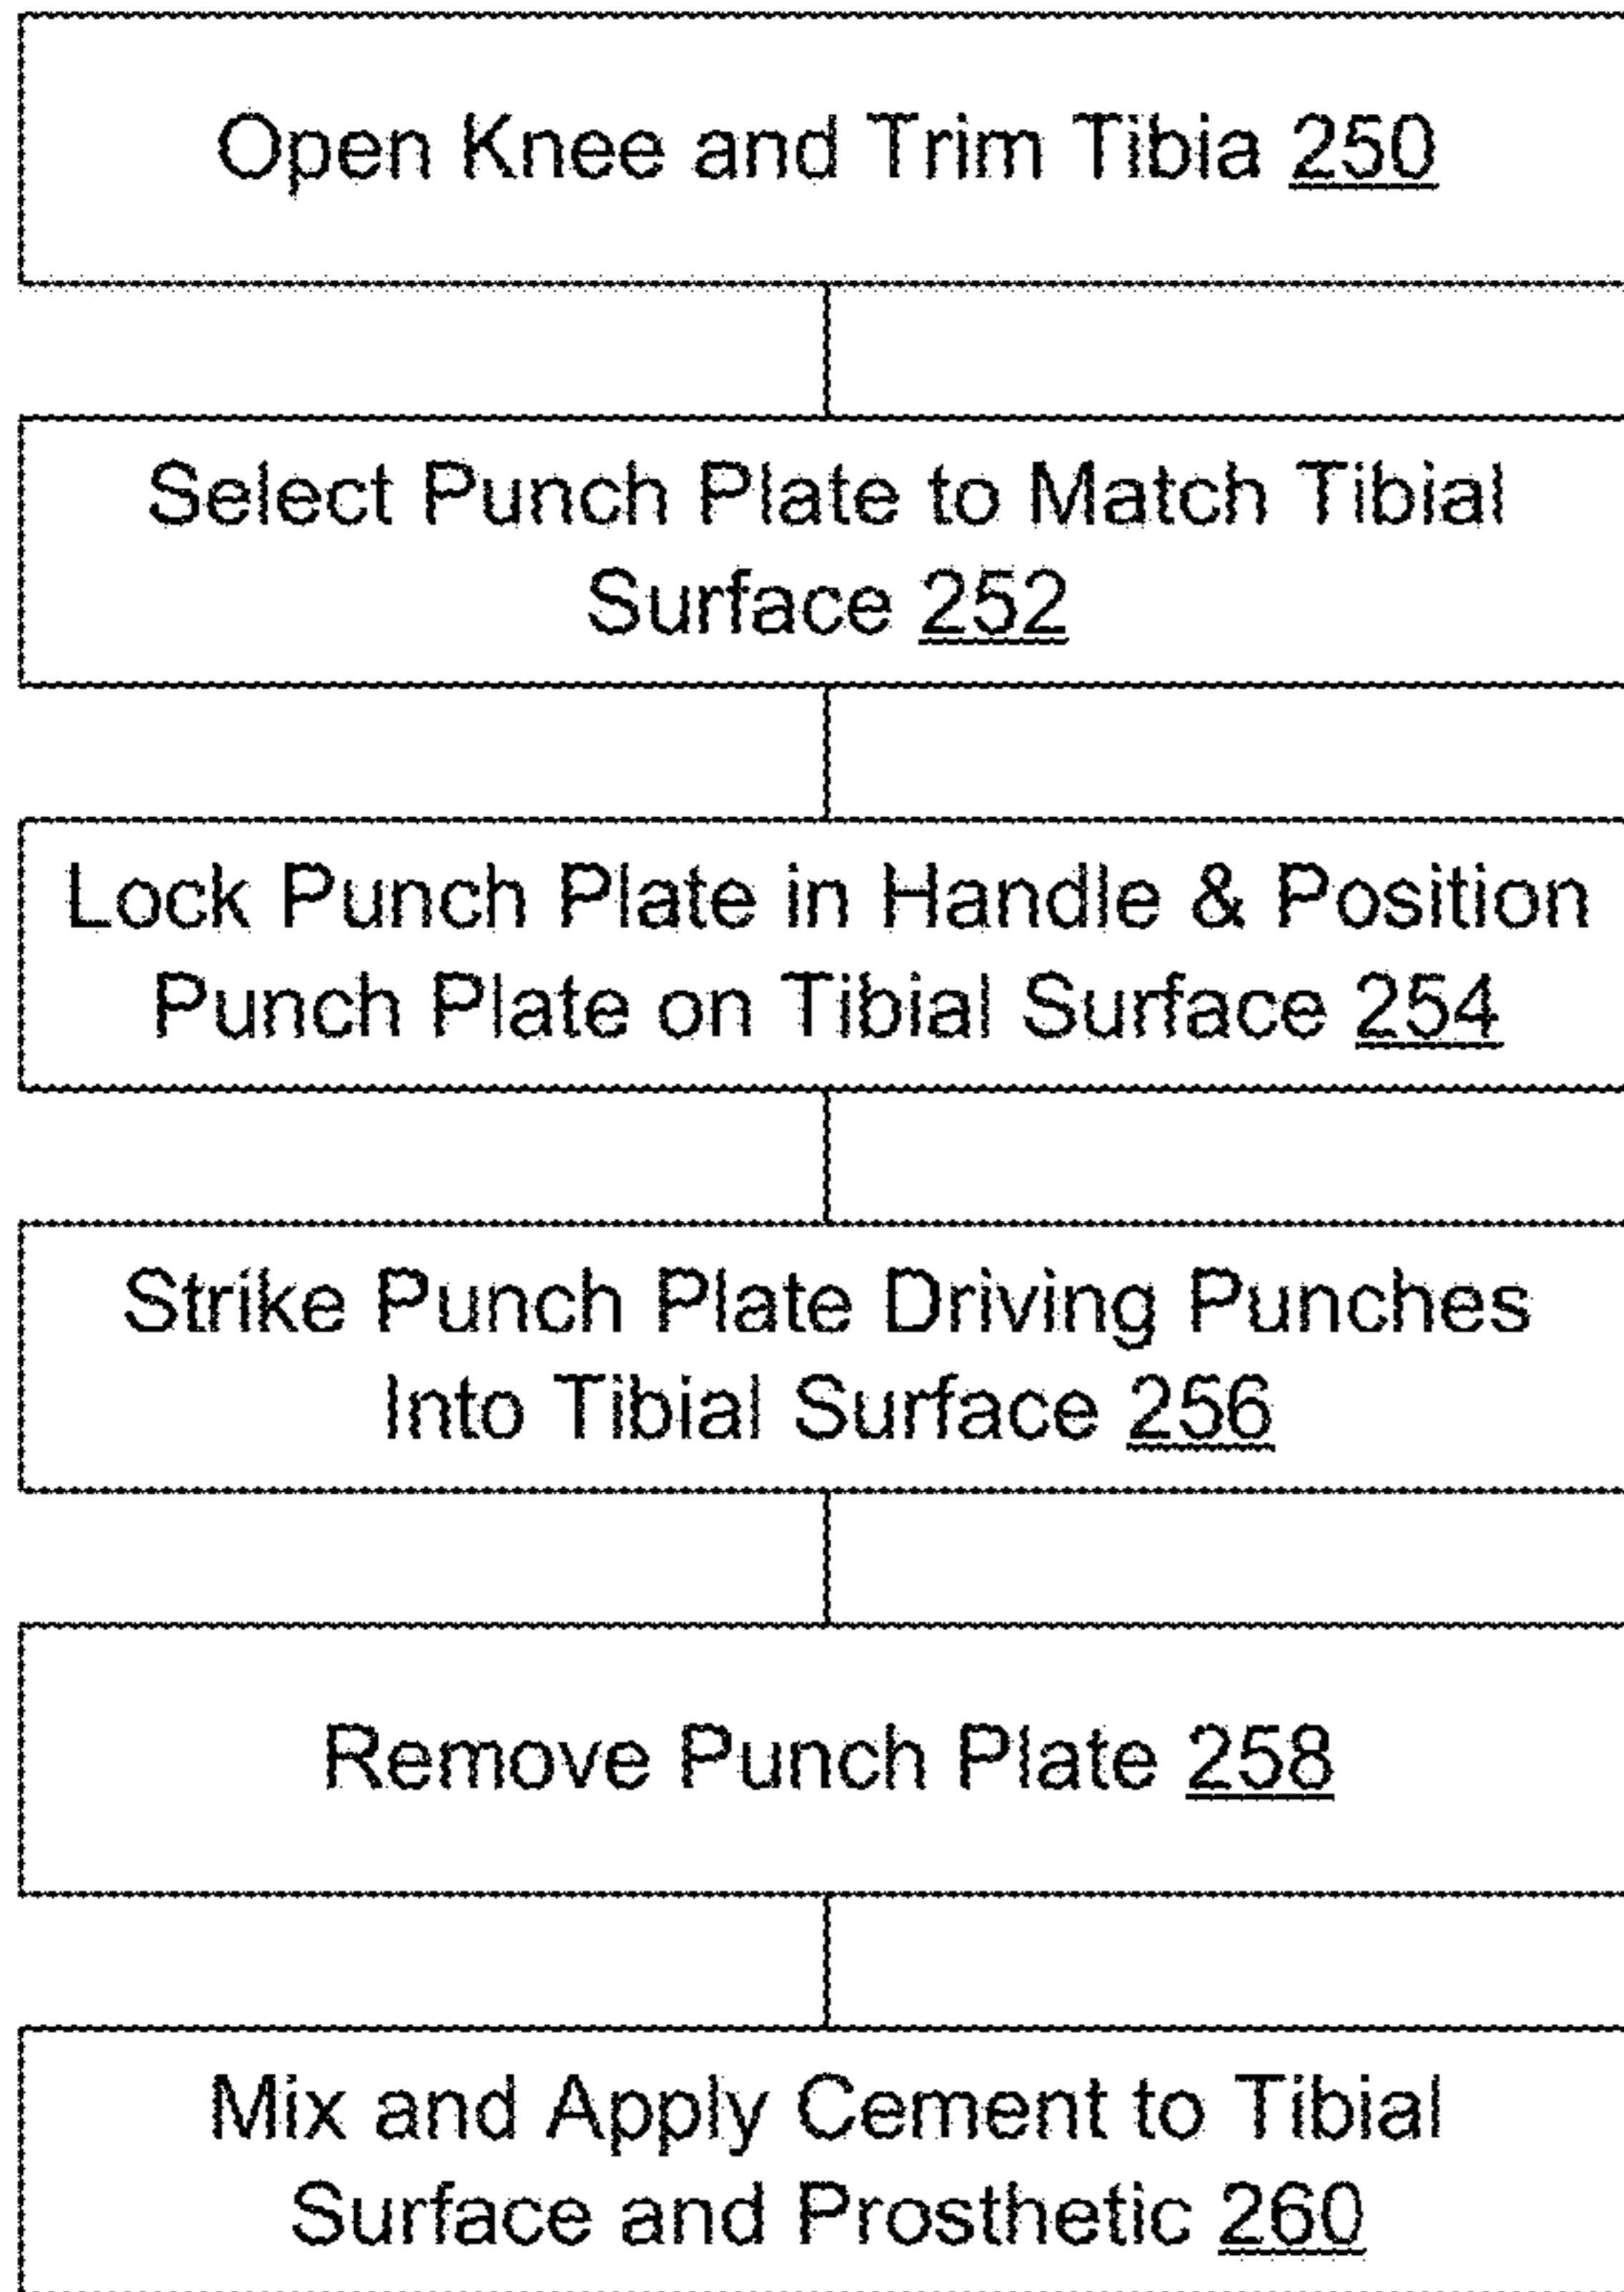 Open Knee and Trim Tibia 250
Select Punch Plate to Match Tibial
Surface 252
Lock Punch Plate in Handle & Position
Punch Plate on Tibial Surface 254
Strike Punch Plate Driving Punches
Into Tibial Surface 256
Remove Punch Plate 258
Mix and Apply Cement to Tibial
Surface and Prosthetic 260